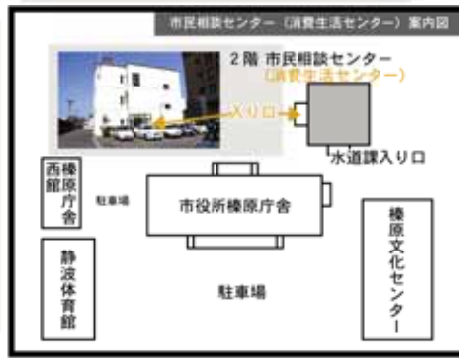 市民相談センター（消費生活センター）案内図
２階 市民相談センター
（消費生活センター）
入り口
水道課入り口
榛原庁舎
西館
駐車場
市役所榛原庁舎
静波体育館
駐車場
榛原文化センター